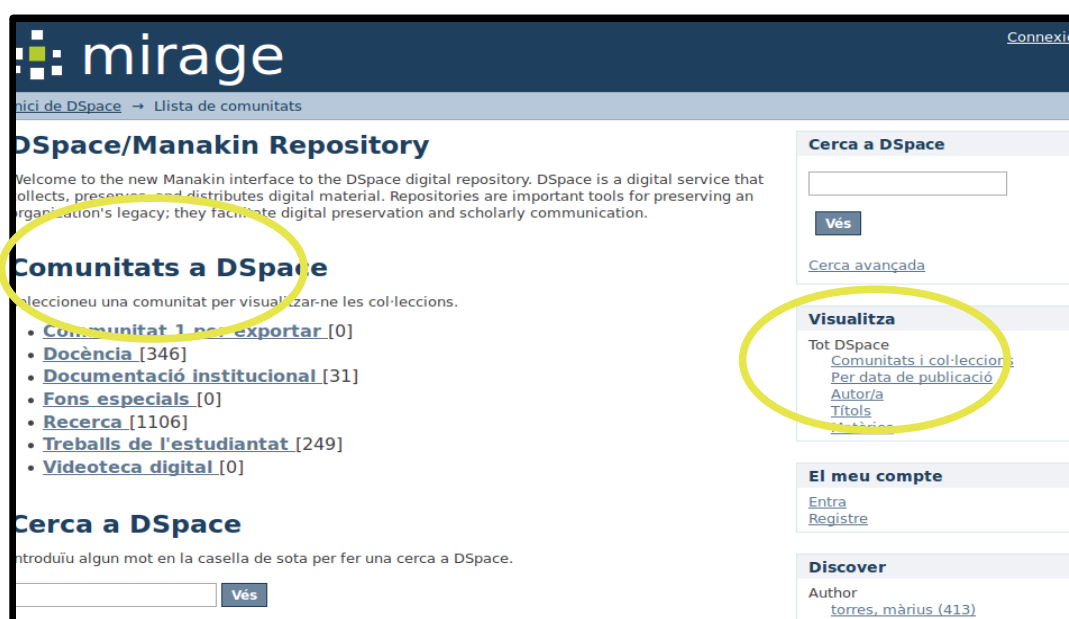 mirage
Connexi
nici de DSpace → Llista de comunitats
DSpace/Manakin Repository
Welcome to the new Manakin interface to the DSpace digital repository. DSpace is a digital service that
collects, preserves, and distributes digital material. Repositories are important tools for preserving an
organization's legacy; they facilitate digital preservation and scholarly communication.
Comunitats a DSpace
eleccioneu una comunitat per visualitzar-ne les col·leccions.
• Communitat 1 per exportar [0]
• Docència [346]
• Documentació institucional [31]
• Fons especials [0]
• Recerca [1106]
• Treballs de l'estudiantat [249]
• Videoteca digital [0]
Cerca a DSpace
ntroduïu algun mot en la casella de sota per fer una cerca a DSpace.
Vés
Cerca a DSpace
Vés
Cerca avançada
Visualitza
Tot DSpace
Comunitats i col·leccions
Per data de publicació
Autor/a
Títols
Matèries
El meu compte
Entra
Registre
Discover
Author
torres, màrius (413)